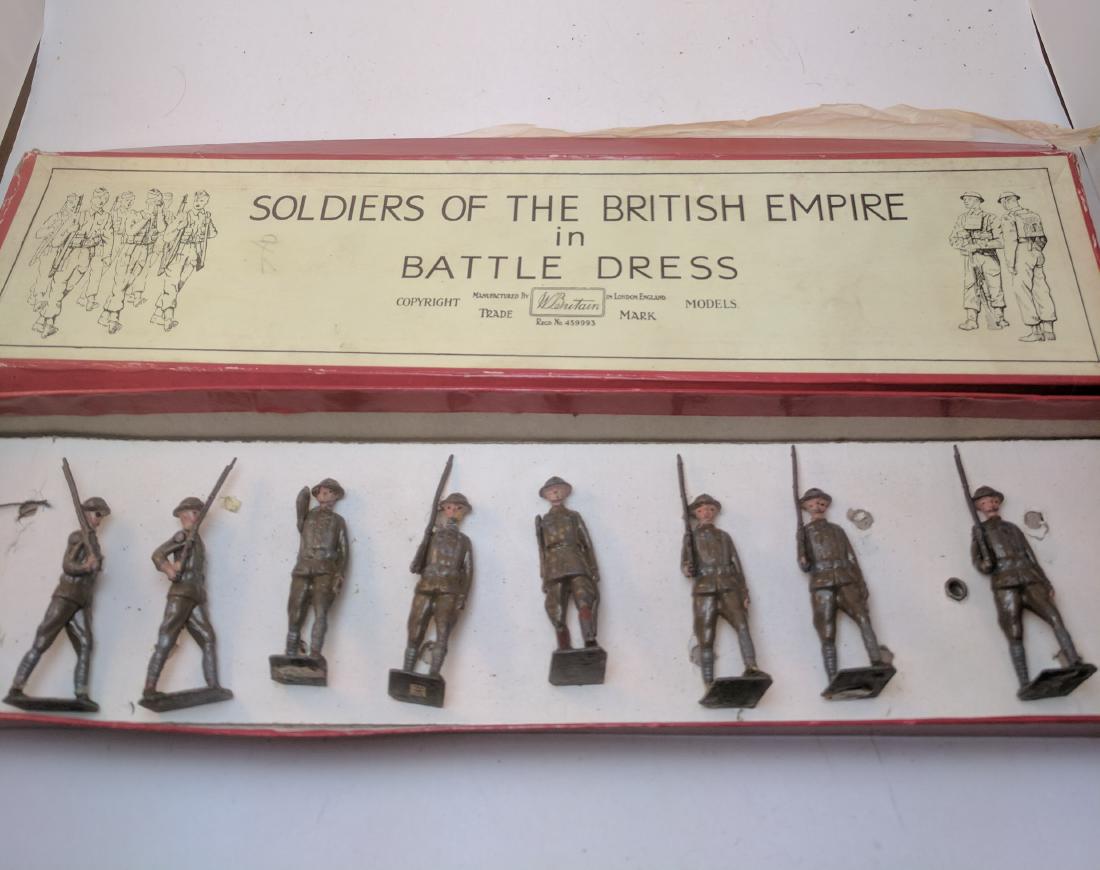 SOLDIERS OF THE BRITISH EMPIRE
in
BATTLE DRESS
COPYRIGHT MANUFACTURED BY W. Britain IN LONDON ENGLAND MODELS.
TRADE REGD No 459993 MARK